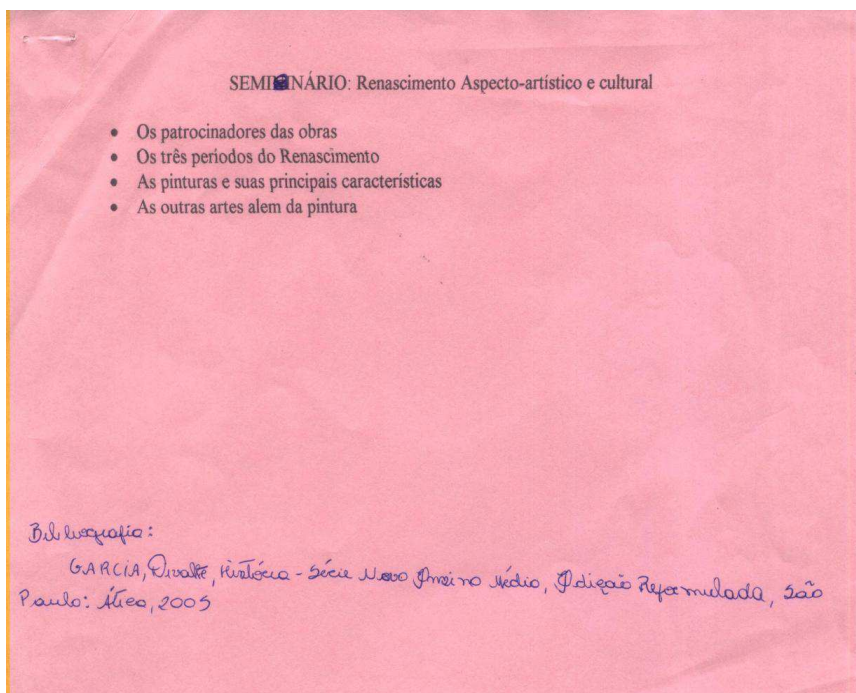 SEMINÁRIO: Renascimento Aspecto-artístico e cultural
• Os patrocinadores das obras
• Os três períodos do Renascimento
• As pinturas e suas principais características
• As outras artes alem da pintura
Bibliografia:
GARCIA, Divalte, História - Série Novo Ensino Médio, Edição Reformulada, São
Paulo: Ática, 2005